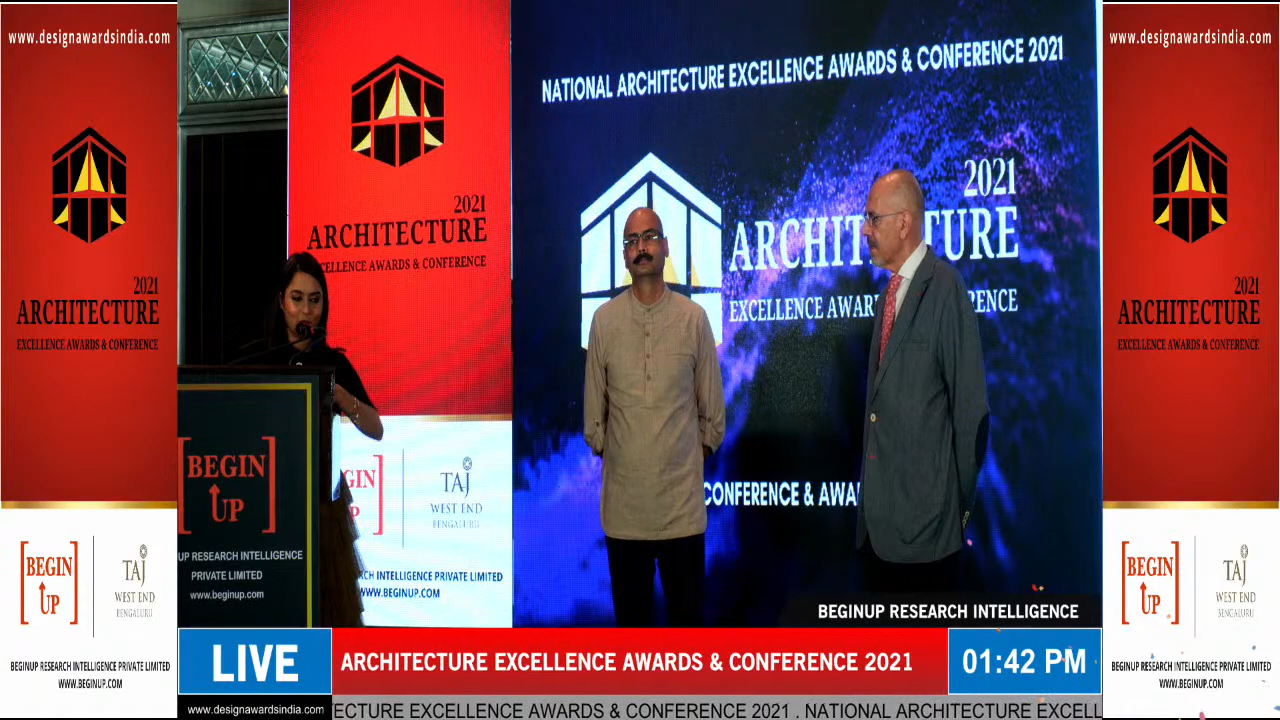 www.designawardsindia.com
2021
ARCHITECTURE
EXCELLENCE AWARDS & CONFERENCE
BEGIN
UP
TAJ
WEST END
BENGALURU
BEGINUP RESEARCH INTELLIGENCE PRIVATE LIMITED
WWW.BEGINUP.COM
2021
ARCHITECTURE
CELLENCE AWARDS & CONFERENCE
BEGIN
UP
UP RESEARCH INTELLIGENCE
PRIVATE LIMITED
www.beginup.com
GIN
P
TAJ
WEST END
BENGALURU
RCH INTELLIGENCE PRIVATE LIMITED
WWW.BEGINUP.COM
NATIONAL ARCHITECTURE EXCELLENCE AWARDS & CONFERENCE 2021
2021
ARCHIT TURE
EXCELLENCE AWAR ERENCE
CONFERENCE & AWA
BEGINUP RESEARCH INTELLIGENCE
LIVE
ARCHITECTURE EXCELLENCE AWARDS & CONFERENCE 2021
01:42 PM
www.designawardsindia.com
ECTURE EXCELLENCE AWARDS & CONFERENCE 2021 . NATIONAL ARCHITECTURE EXCELL
www.designawardsindia.com
2021
ARCHITECTURE
EXCELLENCE AWARDS & CONFERENCE
BEGIN
UP
TAJ
WEST END
BENGALURU
BEGINUP RESEARCH INTELLIGENCE PRIVATE LIMITED
WWW.BEGINUP.COM